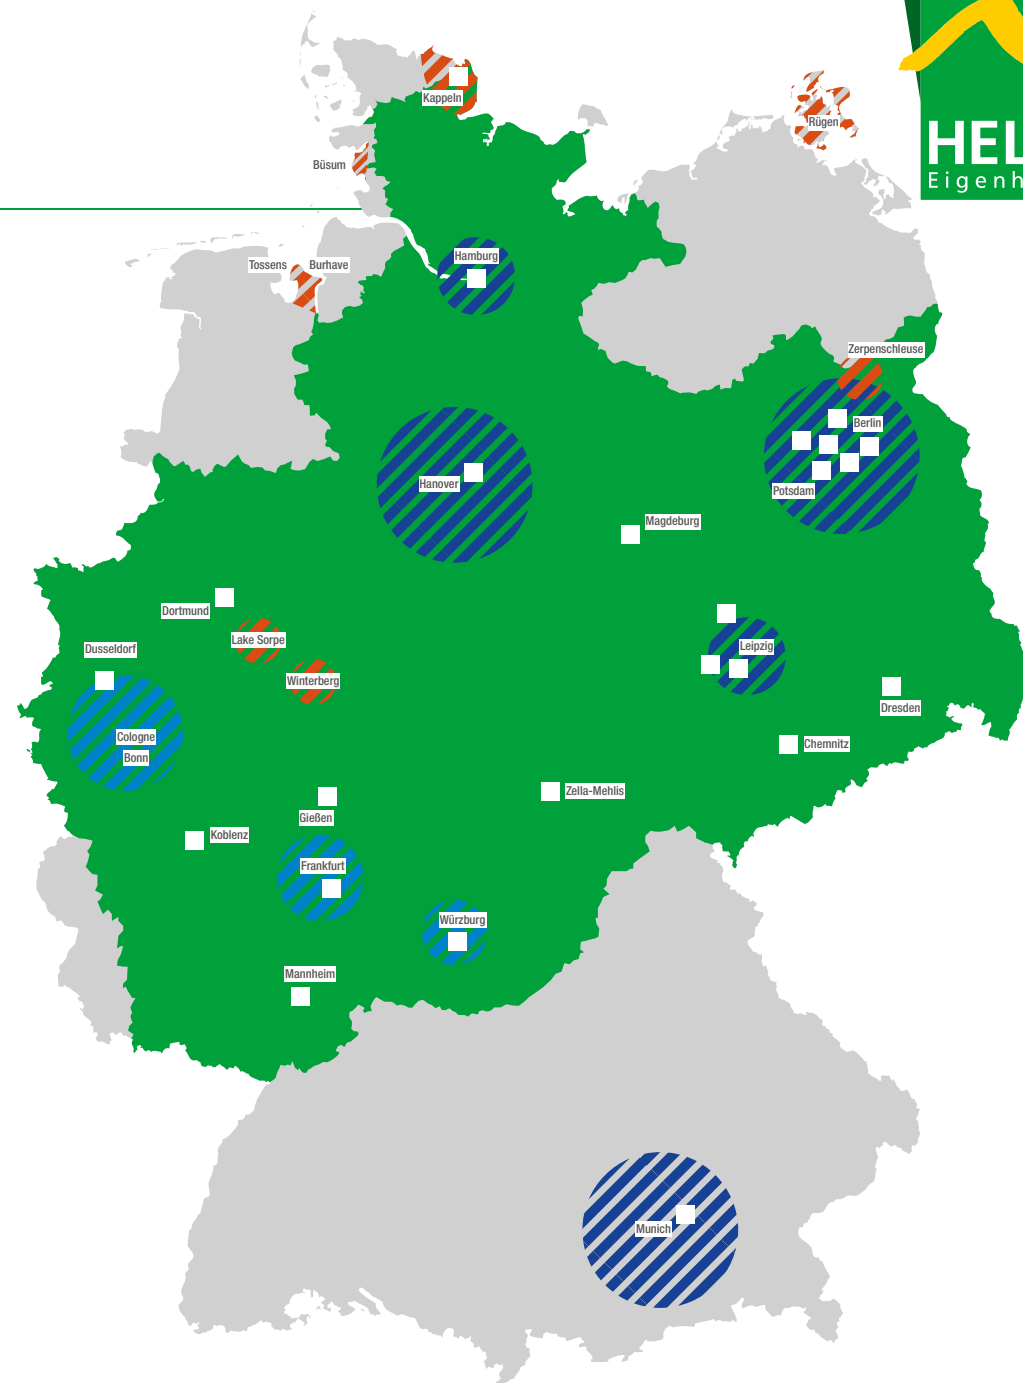 Kappeln
Rügen
HEL
Eigenh
Büsum
Hamburg
Tossens
Burhave
Zerpenschleuse
Berlin
Hanover
Potsdam
Magdeburg
Dortmund
Lake Sorpe
Leipzig
Dusseldorf
Winterberg
Dresden
Cologne
Chemnitz
Bonn
Zella-Mehlis
Gießen
Koblenz
Frankfurt
Würzburg
Mannheim
Munich